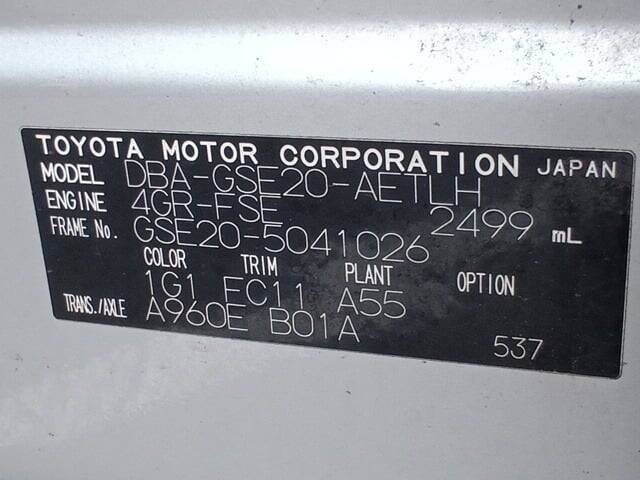 TOYOTA MOTOR CORPORATION JAPAN
MODEL DBA-GSE20-AETLH
ENGINE 4GR-FSE 2499 mL
FRAME No. GSE20-5041026
COLOR TRIM PLANT OPTION
1G1 FC11 A55
TRANS./AXLE A960E B01A
537